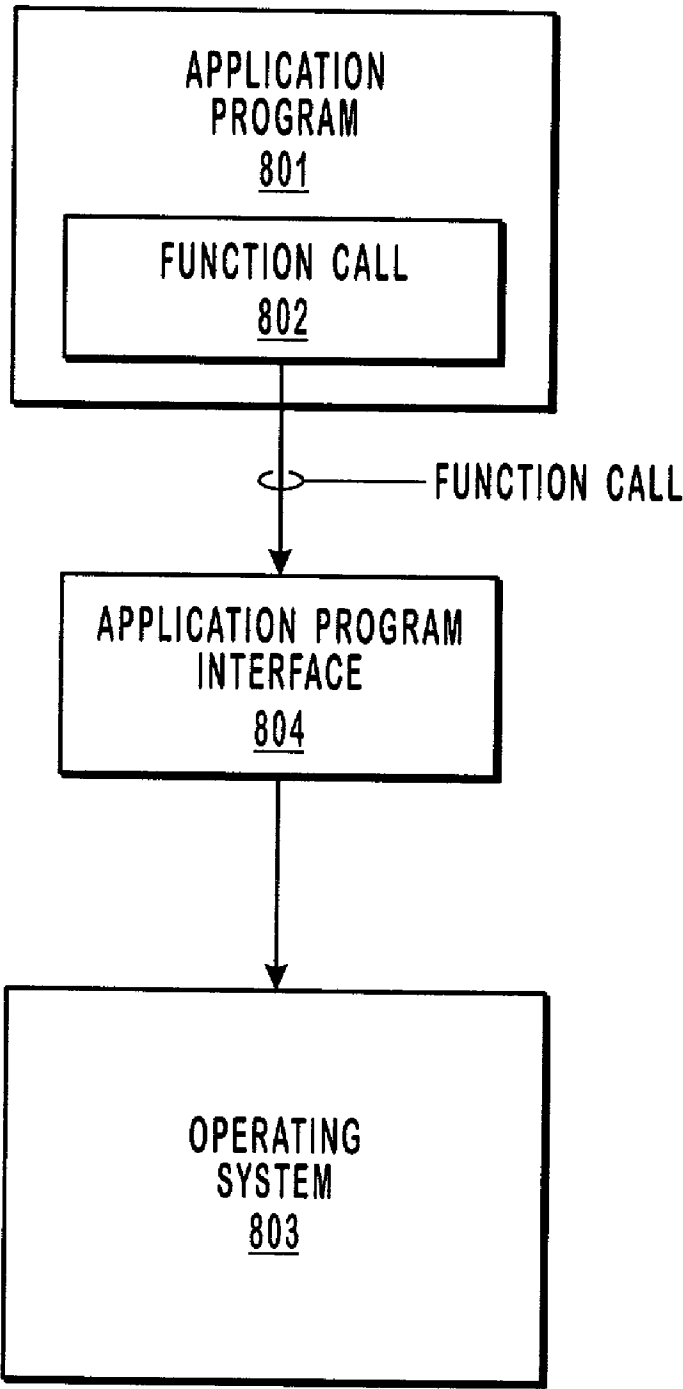 APPLICATION
PROGRAM
801
FUNCTION CALL
802
FUNCTION CALL
APPLICATION PROGRAM
INTERFACE
804
OPERATING
SYSTEM
803